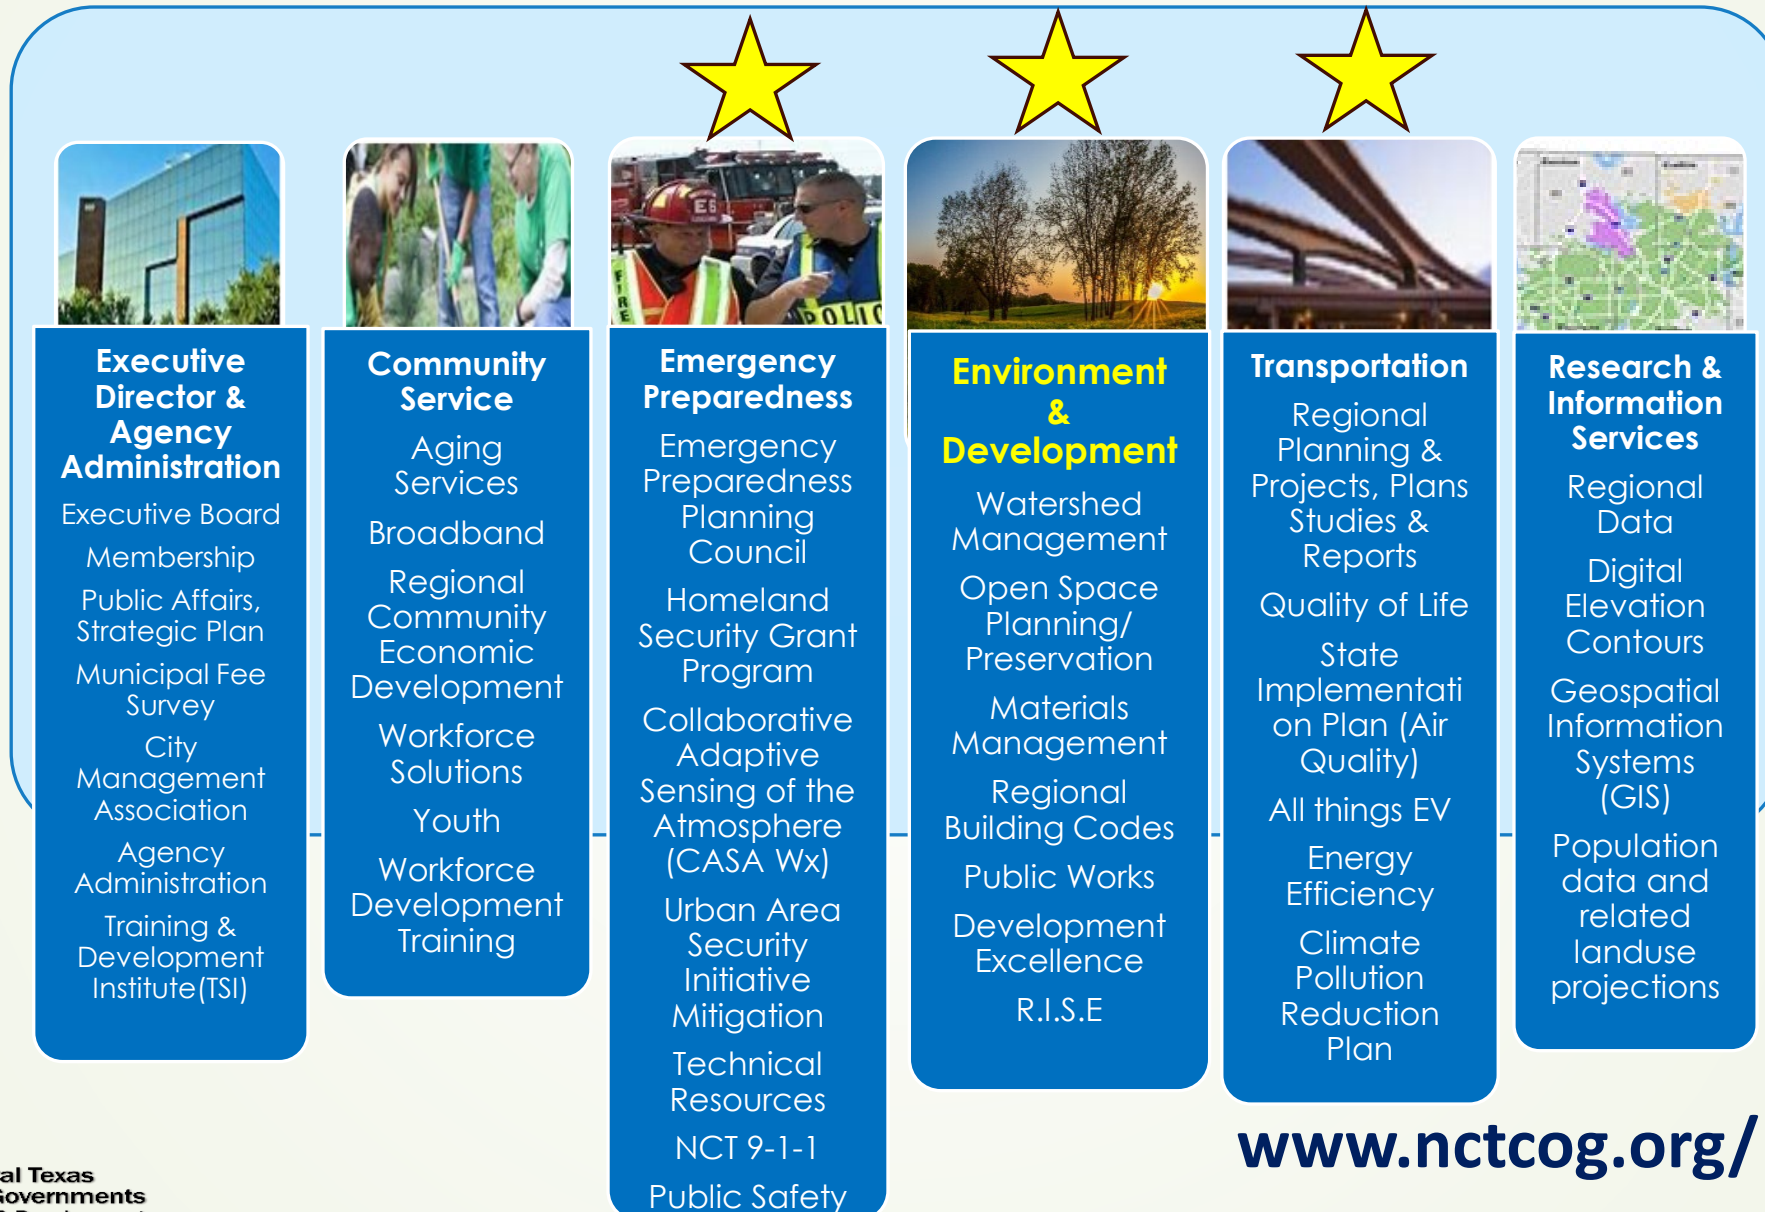 Executive
Director &
Agency
Administration
Executive Board
Membership
Public Affairs,
Strategic Plan
Municipal Fee
Survey
City
Management
Association
Agency
Administration
Training &
Development
Institute(TSI)
Community
Service
Aging
Services
Broadband
Regional
Community
Economic
Development
Workforce
Solutions
Youth
Workforce
Development
Training
E6
FIRE
POLIC
Emergency
Preparedness
Emergency
Preparedness
Planning
Council
Homeland
Security Grant
Program
Collaborative
Adaptive
Sensing of the
Atmosphere
(CASA Wx)
Urban Area
Security
Initiative
Mitigation
Technical
Resources
NCT 9-1-1
Public Safety
Environment
&
Development
Watershed
Management
Open Space
Planning/
Preservation
Materials
Management
Regional
Building Codes
Public Works
Development
Excellence
R.I.S.E
Transportation
Regional
Planning &
Projects, Plans
Studies &
Reports
Quality of Life
State
Implementati
on Plan (Air
Quality)
All things EV
Energy
Efficiency
Climate
Pollution
Reduction
Plan
Research &
Information
Services
Regional
Data
Digital
Elevation
Contours
Geospatial
Information
Systems
(GIS)
Population
data and
related
landuse
projections
www.nctcog.org/
al Texas
Governments